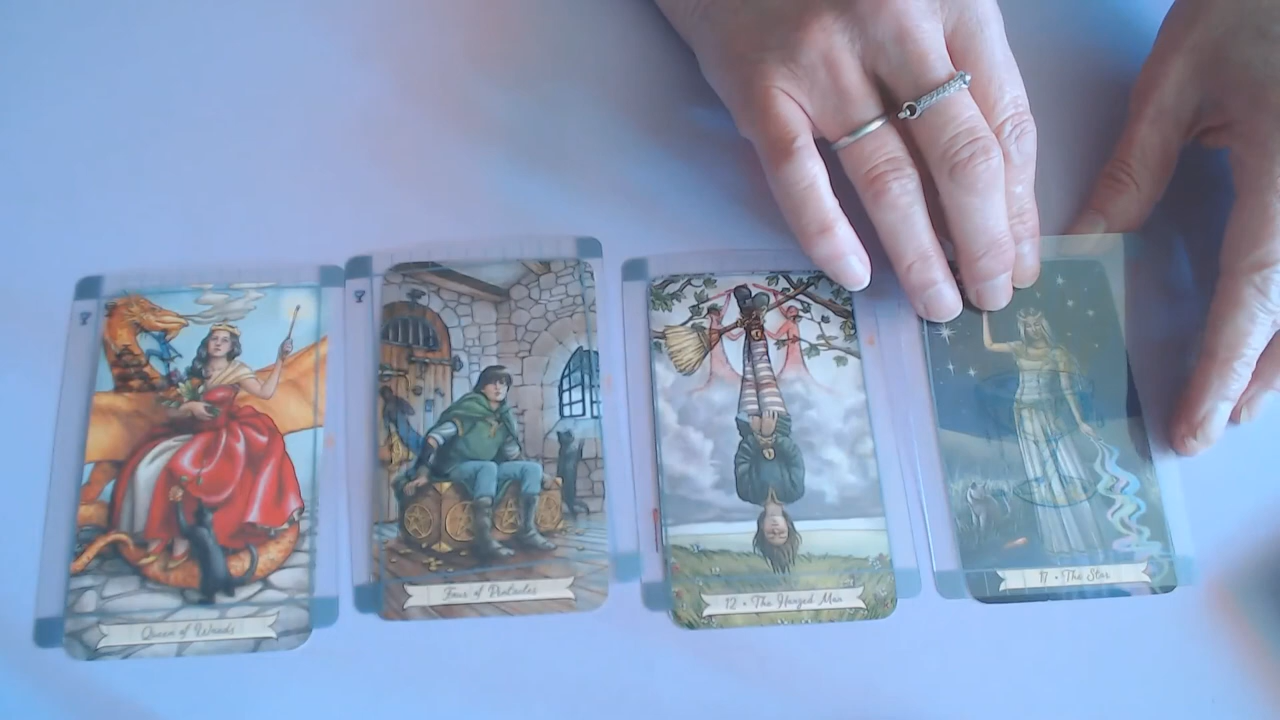 Queen of Wands
Four of Pentacles
12 • The Hanged Man
17 • The Star